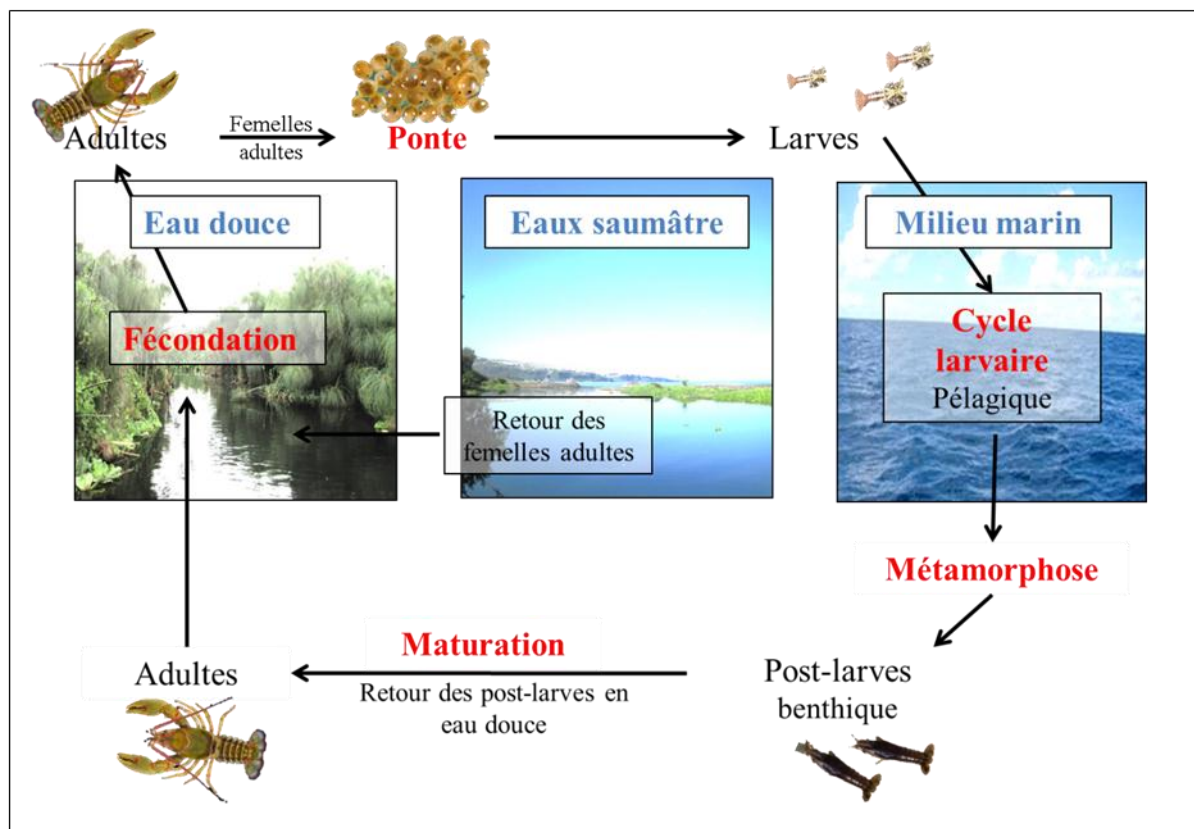 Adultes
Femelles
adultes
Ponte
Larves
Eau douce
Eaux saumâtre
Milieu marin
Fécondation
Cycle
larvaire
Pélagique
Retour des
femelles adultes
Métamorphose
Maturation
Adultes
Retour des post-larves en
eau douce
Post-larves
benthique